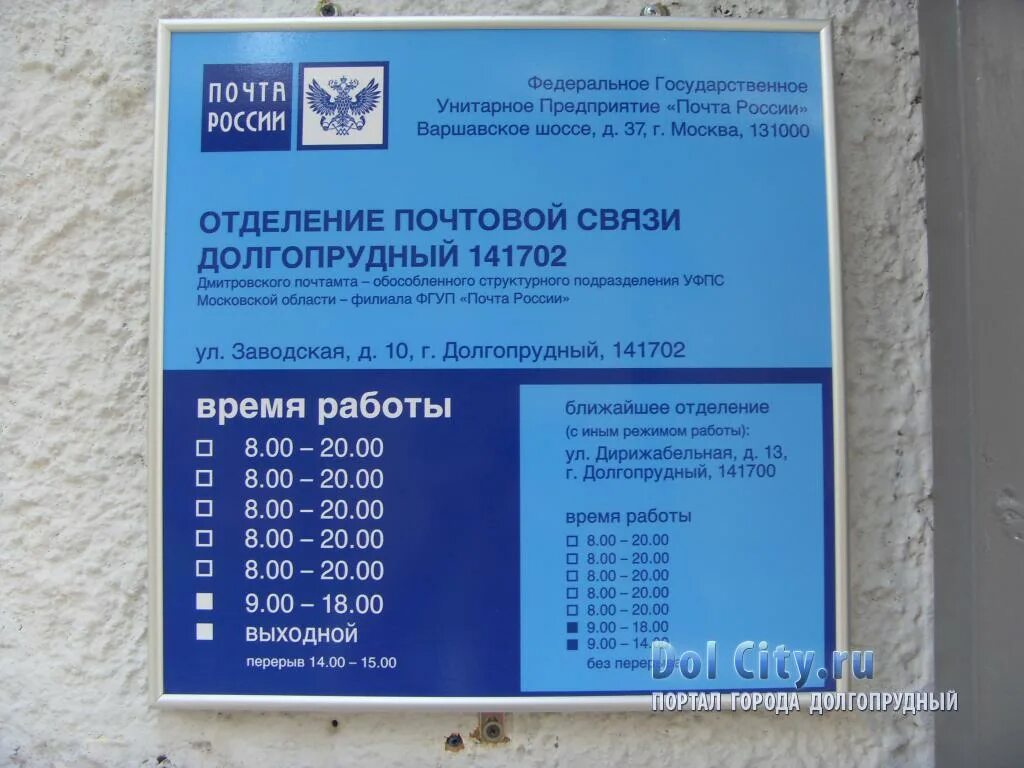 ПОЧТА
РОССИИ
Федеральное Государственное
Унитарное Предприятие «Почта России»
Варшавское шоссе, д. 37, г. Москва, 131000
ОТДЕЛЕНИЕ ПОЧТОВОЙ СВЯЗИ
ДОЛГОПРУДНЫЙ 141702
Дмитровского почтамта – обособленного структурного подразделения УФПС
Московской области – филиала ФГУП «Почта России»
ул. Заводская, д. 10, г. Долгопрудный, 141702
время работы
8.00 – 20.00
8.00 – 20.00
8.00 – 20.00
8.00 – 20.00
8.00 – 20.00
9.00 – 18.00
выходной
перерыв 14.00 – 15.00
ближайшее отделение
(с иным режимом работы):
ул. Дирижабельная, д. 13,
г. Долгопрудный, 141700
время работы
8.00 – 20.00
8.00 – 20.00
8.00 – 20.00
8.00 – 20.00
8.00 – 20.00
9.00 – 18.00
9.00 – 14.00
без перерыва
Dol City.ru
ПОРТАЛ ГОРОДА ДОЛГОПРУДНЫЙ